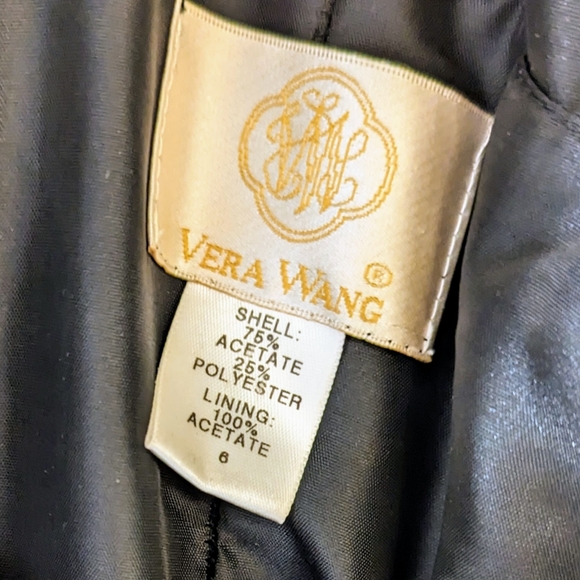 VERA WANG®
SHELL:
75%
ACETATE
25%
POLYESTER
LINING:
100%
ACETATE
6